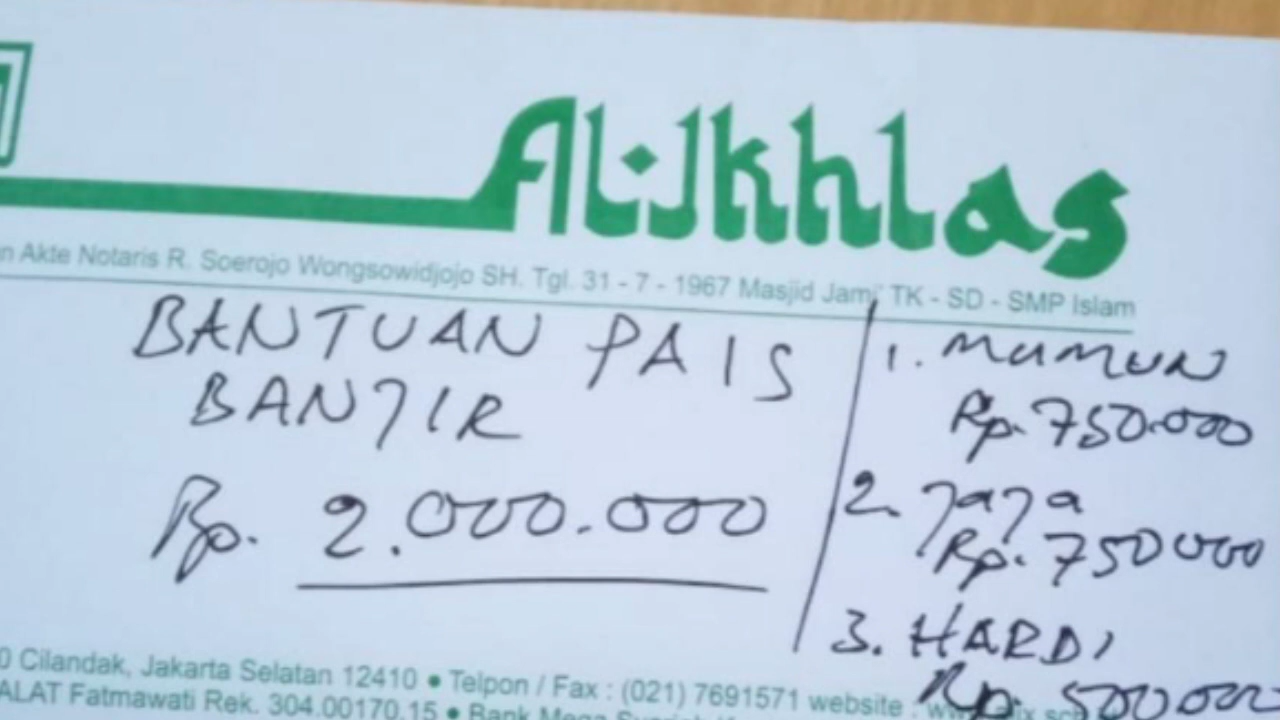 Al-Ikhlas
n Akte Notaris R. Soerojo Wongsowidjojo SH. Tgl. 31 - 7 - 1967 Masjid Jami' TK - SD - SMP Islam
BANTUAN PAIS
BANJIR
Rp. 2.000.000
1. MUMUN
Rp. 750.000
2. Jaja
Rp. 750000
3. HARDI
Rp. 500000
0 Cilandak, Jakarta Selatan 12410 • Telpon / Fax : (021) 7691571 website :
ALAT Fatmawati Rek. 304.00170.15 • Bank Mega